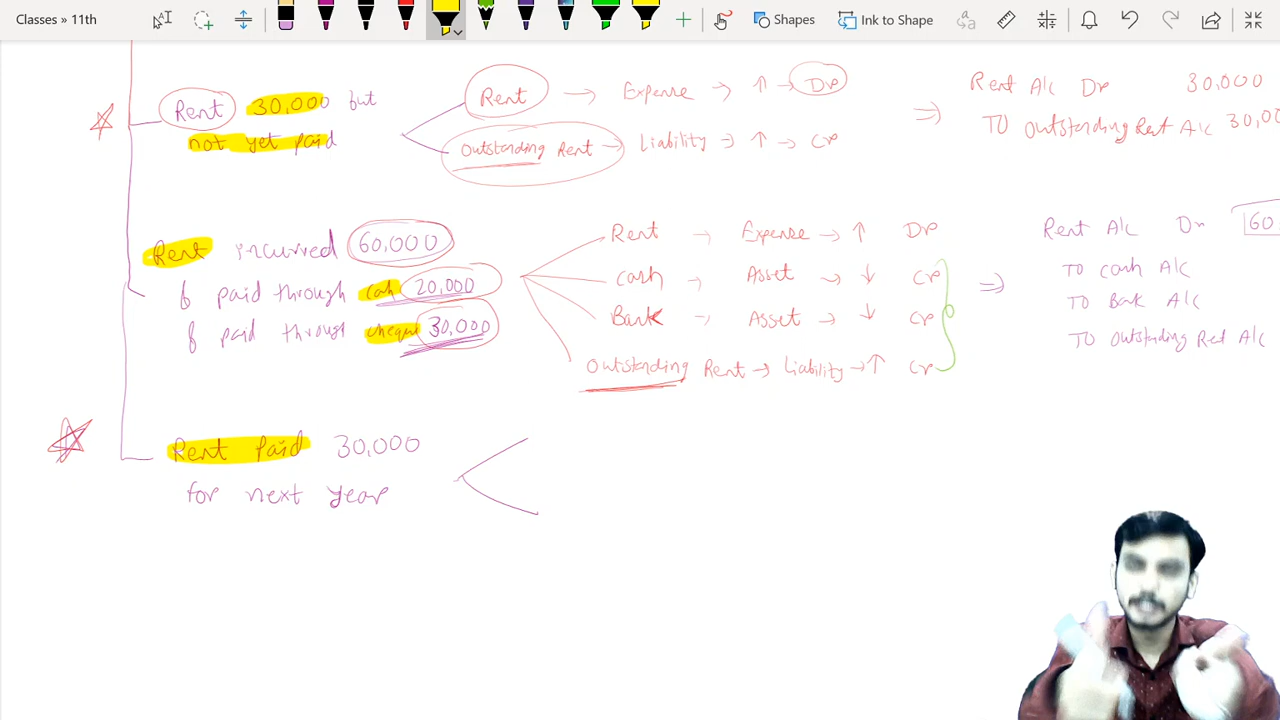 Classes » 11th
Shapes
Ink to Shape
Rent 30,000 but
not yet paid
Rent → Expense → ↑ → Dr
Outstanding Rent → Liability → ↑ → Cr
⇒ Rent A/c Dr 30,000
TO Outstanding Rent A/c 30,00
Rent incurred 60,000
& paid through cash 20,000
& paid through cheque 30,000
Rent → Expense → ↑ Dr
Cash → Asset → ↓ Cr
Bank → Asset → ↓ Cr
Outstanding Rent → Liability → ↑ Cr
⇒ Rent A/c Dr 60
TO Cash A/c
TO Bank A/c
TO Outstanding Rent A/c
Rent Paid 30,000
for next year